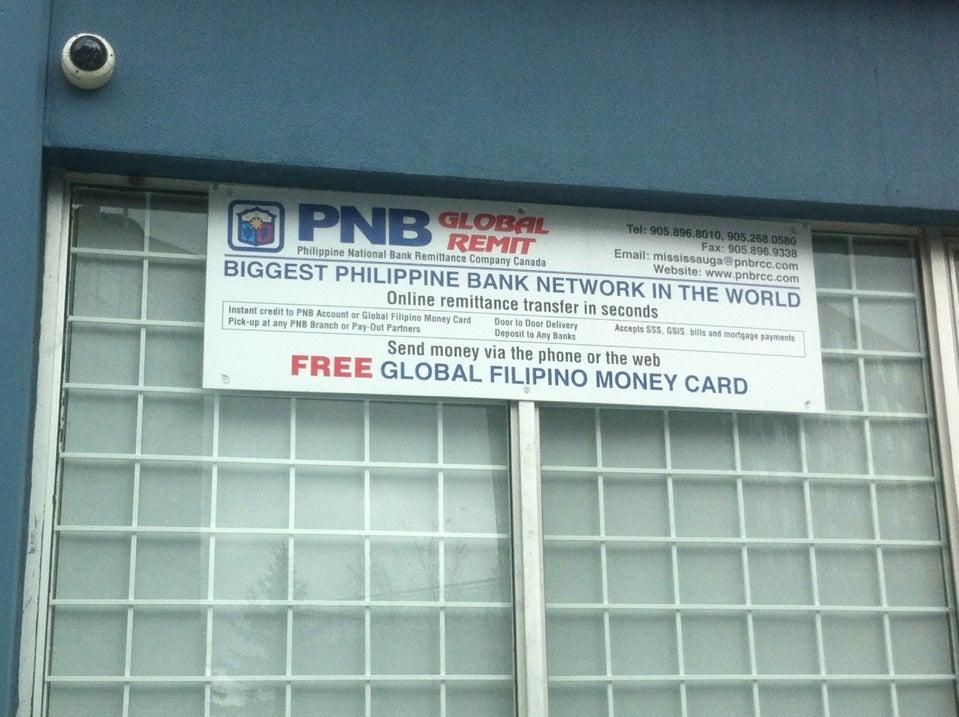 PNB GLOBAL REMIT
Philippine National Bank Remittance Company Canada
Tel: 905.896.8010, 905.268.0580
Fax: 905.896.9338
Email: mississauga@pnbrcc.com
Website: www.pnbrcc.com
BIGGEST PHILIPPINE BANK NETWORK IN THE WORLD
Online remittance transfer in seconds
Instant credit to PNB Account or Global Filipino Money Card
Pick-up at any PNB Branch or Pay-Out Partners
Door to Door Delivery
Deposit to Any Banks
Accepts SSS, GSIS, bills and mortgage payments
Send money via the phone or the web
FREE GLOBAL FILIPINO MONEY CARD